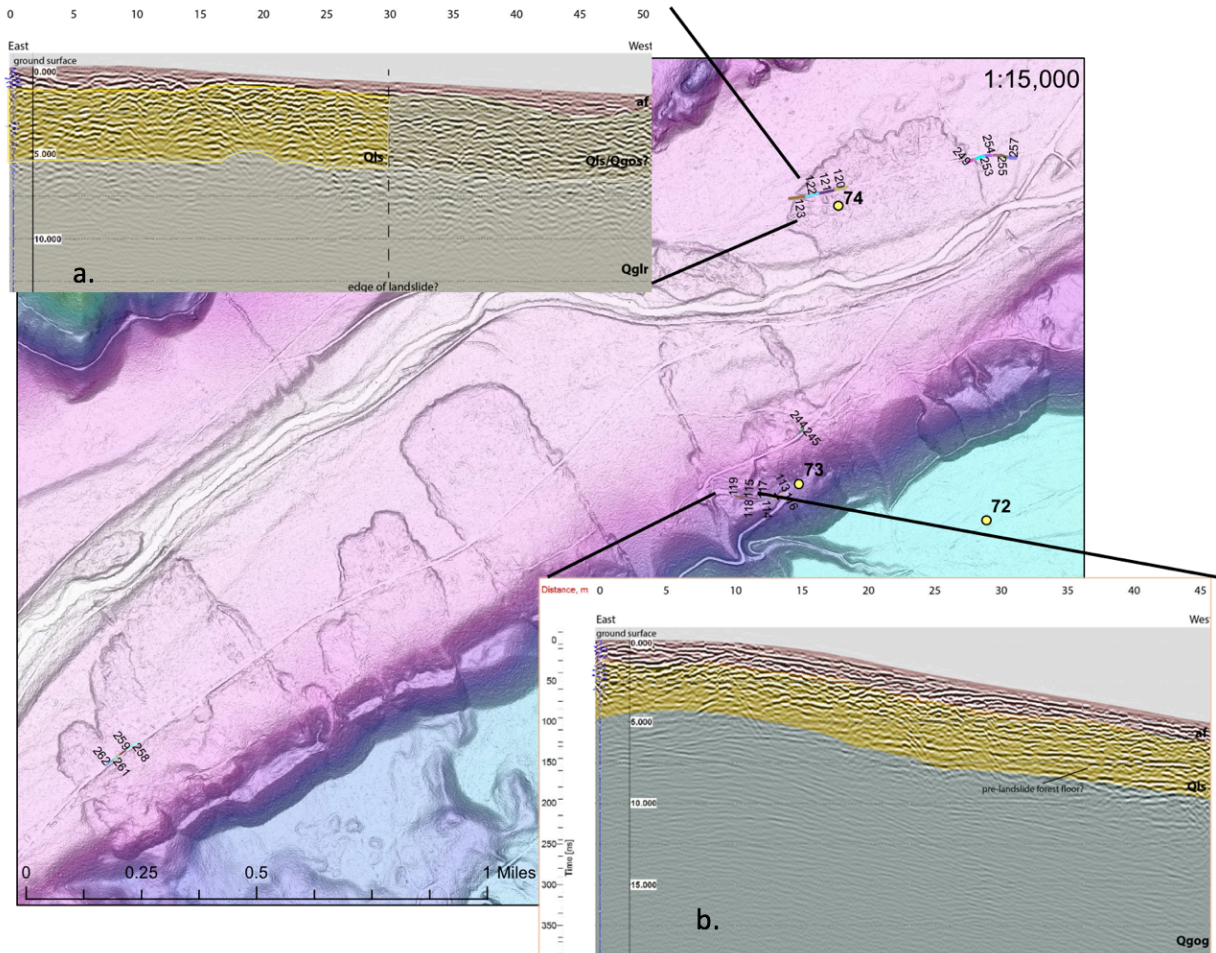 0 5 10 15 20 25 30 35 40 45 50
East West
ground surface
0.000
af
5.000
Qls
Qls/Qgos?
10.000
Qglr
a.
edge of landslide?
1:15,000
254
257
249
253
255
120
121
122
123
74
244
245
73
119
115
117
113
116
118
114
72
259
258
262
261
0 0.25 0.5 1 Miles
Distance, m 0 5 10 15 20 25 30 35 40 45
East Wes
ground surface
0
0.000
50
100
5.000
af
150
pre-landslide forest floor?
Qls
200
10.000
250
Time [ns]
300
15.000
350
b.
Qgog